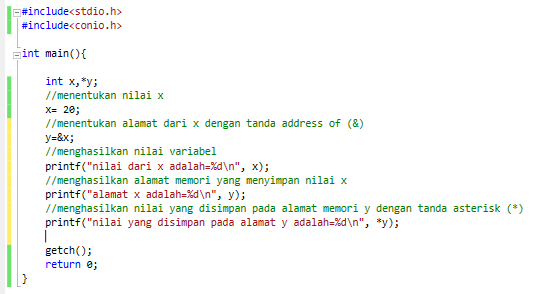 #include<stdio.h>
#include<conio.h>
int main(){
int x,*y;
//menentukan nilai x
x= 20;
//menentukan alamat dari x dengan tanda address of (&)
y=&x;
//menghasilkan nilai variabel
printf("nilai dari x adalah=%d\n", x);
//menghasilkan alamat memori yang menyimpan nilai x
printf("alamat x adalah=%d\n", y);
//menghasilkan nilai yang disimpan pada alamat memori y dengan tanda asterisk (*)
printf("nilai yang disimpan pada alamat y adalah=%d\n", *y);
getch();
return 0;
}